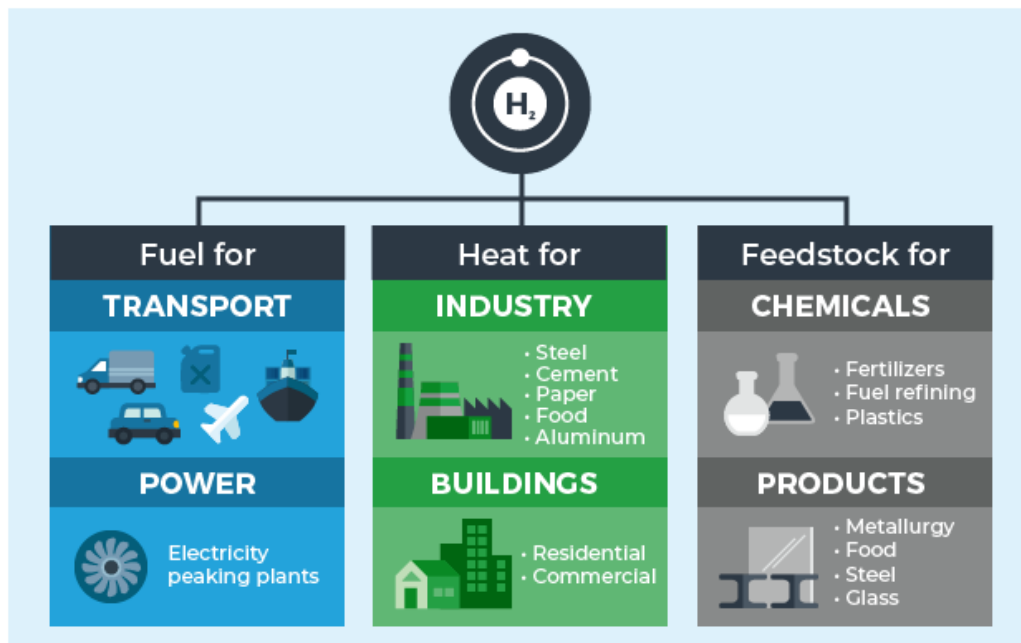 H₂
Fuel for
TRANSPORT
POWER
Electricity
peaking plants
Heat for
INDUSTRY
• Steel
• Cement
• Paper
• Food
• Aluminum
BUILDINGS
• Residential
• Commercial
Feedstock for
CHEMICALS
• Fertilizers
• Fuel refining
• Plastics
PRODUCTS
• Metallurgy
• Food
• Steel
• Glass